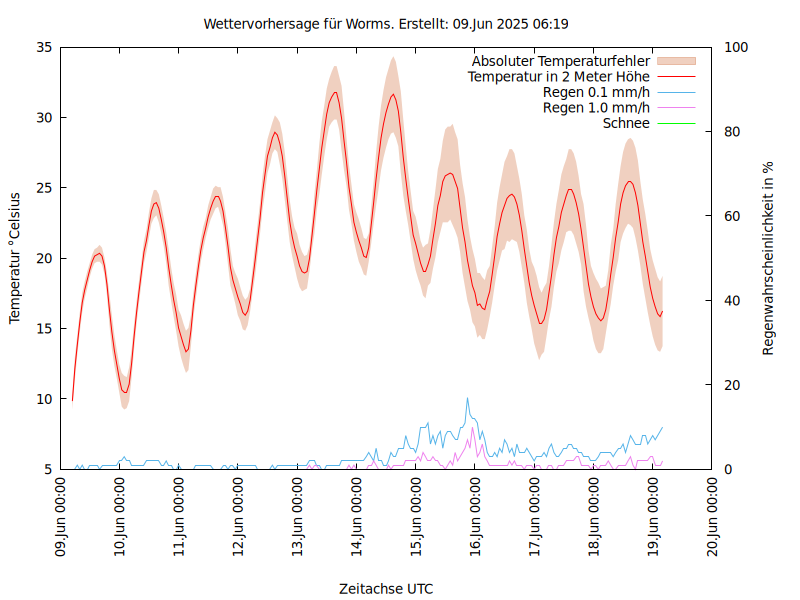 Wettervorhersage für Worms. Erstellt: 09.Jun 2025 06:19
Absoluter Temperaturfehler
Temperatur in 2 Meter Höhe
Regen 0.1 mm/h
Regen 1.0 mm/h
Schnee
Temperatur °Celsius
35
30
25
20
15
10
5
100
80
60
40
20
0
Regenwahrscheinlichkeit in %
09.Jun 00:00
10.Jun 00:00
11.Jun 00:00
12.Jun 00:00
13.Jun 00:00
14.Jun 00:00
15.Jun 00:00
16.Jun 00:00
17.Jun 00:00
18.Jun 00:00
19.Jun 00:00
20.Jun 00:00
Zeitachse UTC